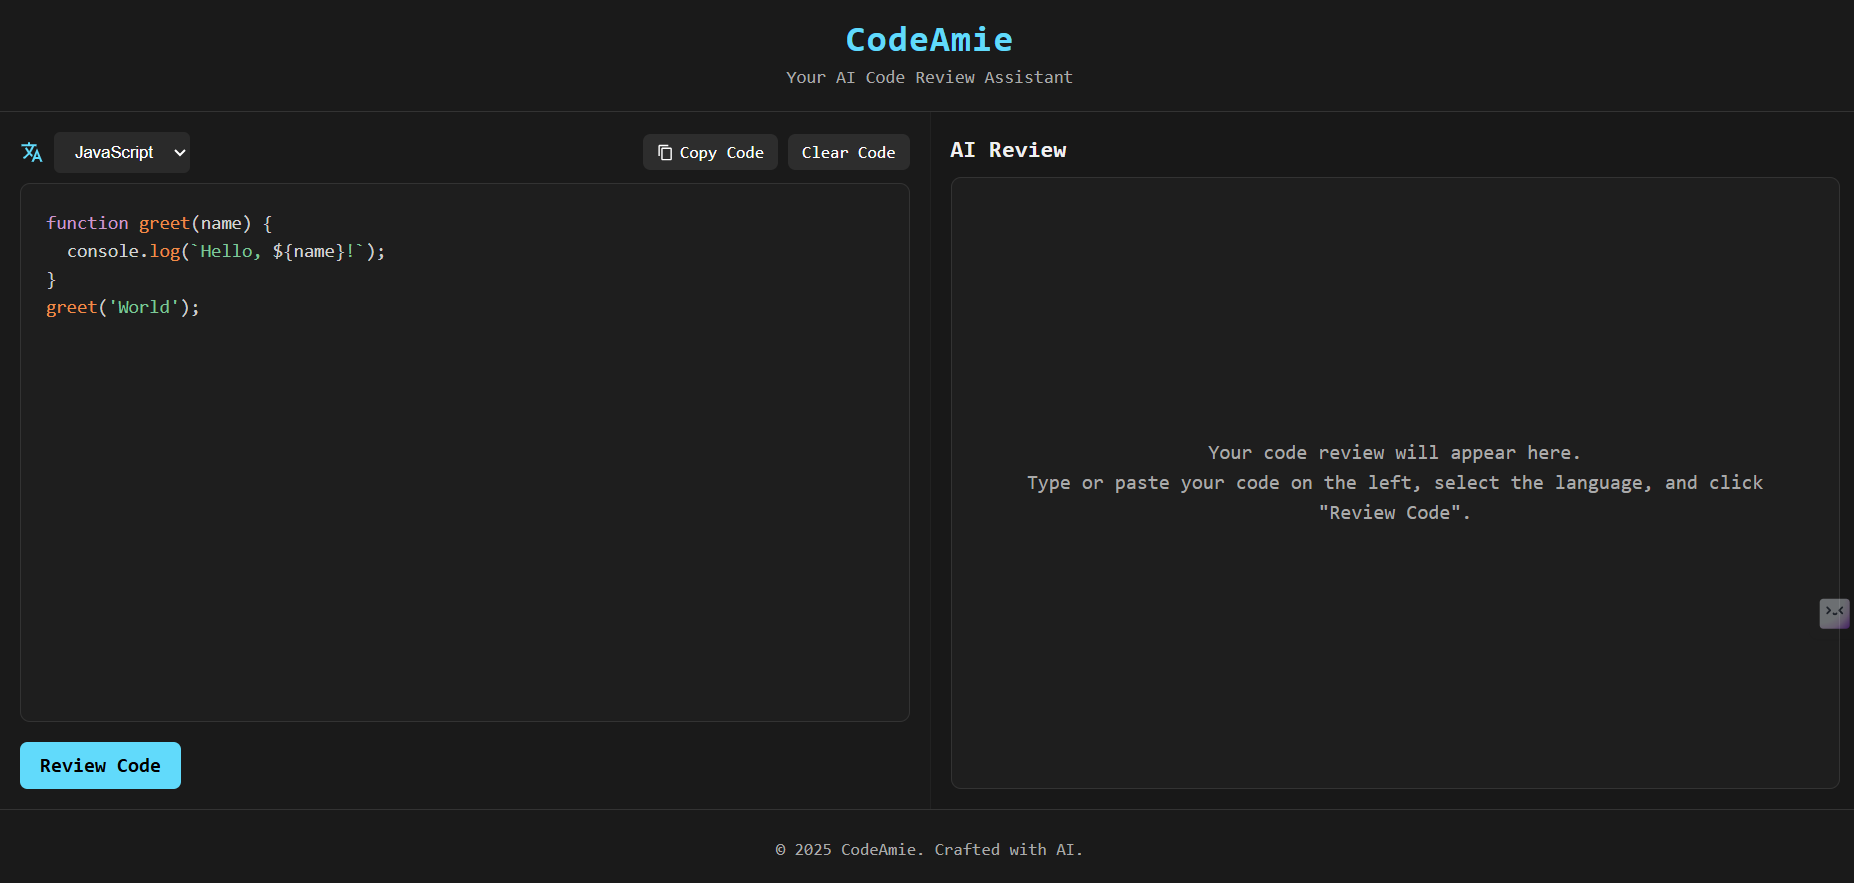 CodeAmie
Your AI Code Review Assistant
JavaScript
Copy Code
Clear Code
function greet(name) {
  console.log(`Hello, ${name}!`);
}
greet('World');
Review Code
AI Review
Your code review will appear here.
Type or paste your code on the left, select the language, and click
"Review Code".
© 2025 CodeAmie. Crafted with AI.